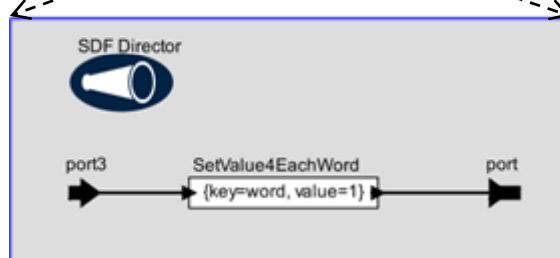 SDF Director
port3
SetValue4EachWord
port
{key=word, value=1}